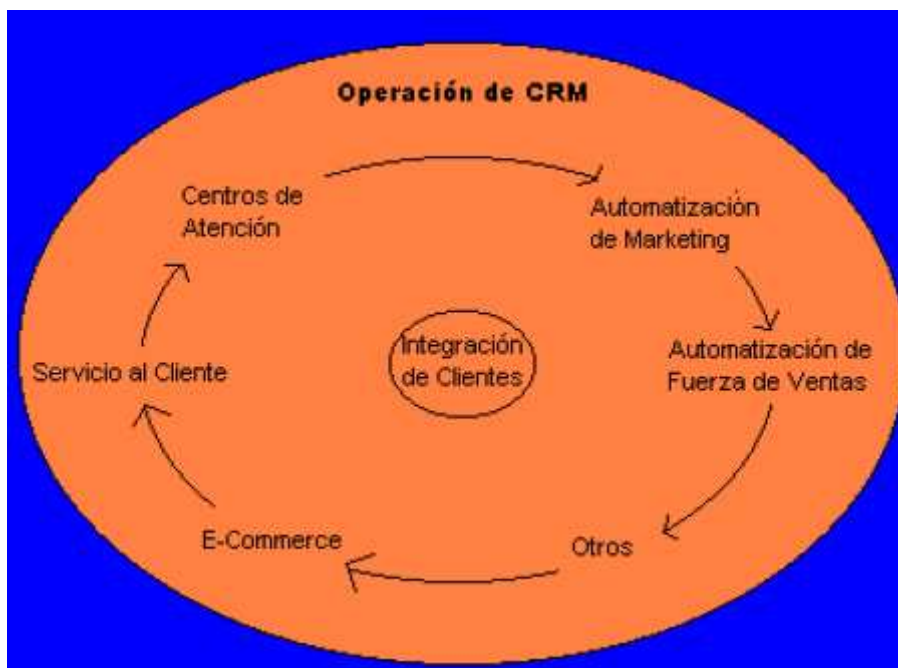 Operación de CRM
Centros de
Atención
Automatización
de Marketing
Integración
de Clientes
Automatización de
Fuerza de Ventas
Servicio al Cliente
E-Commerce
Otros